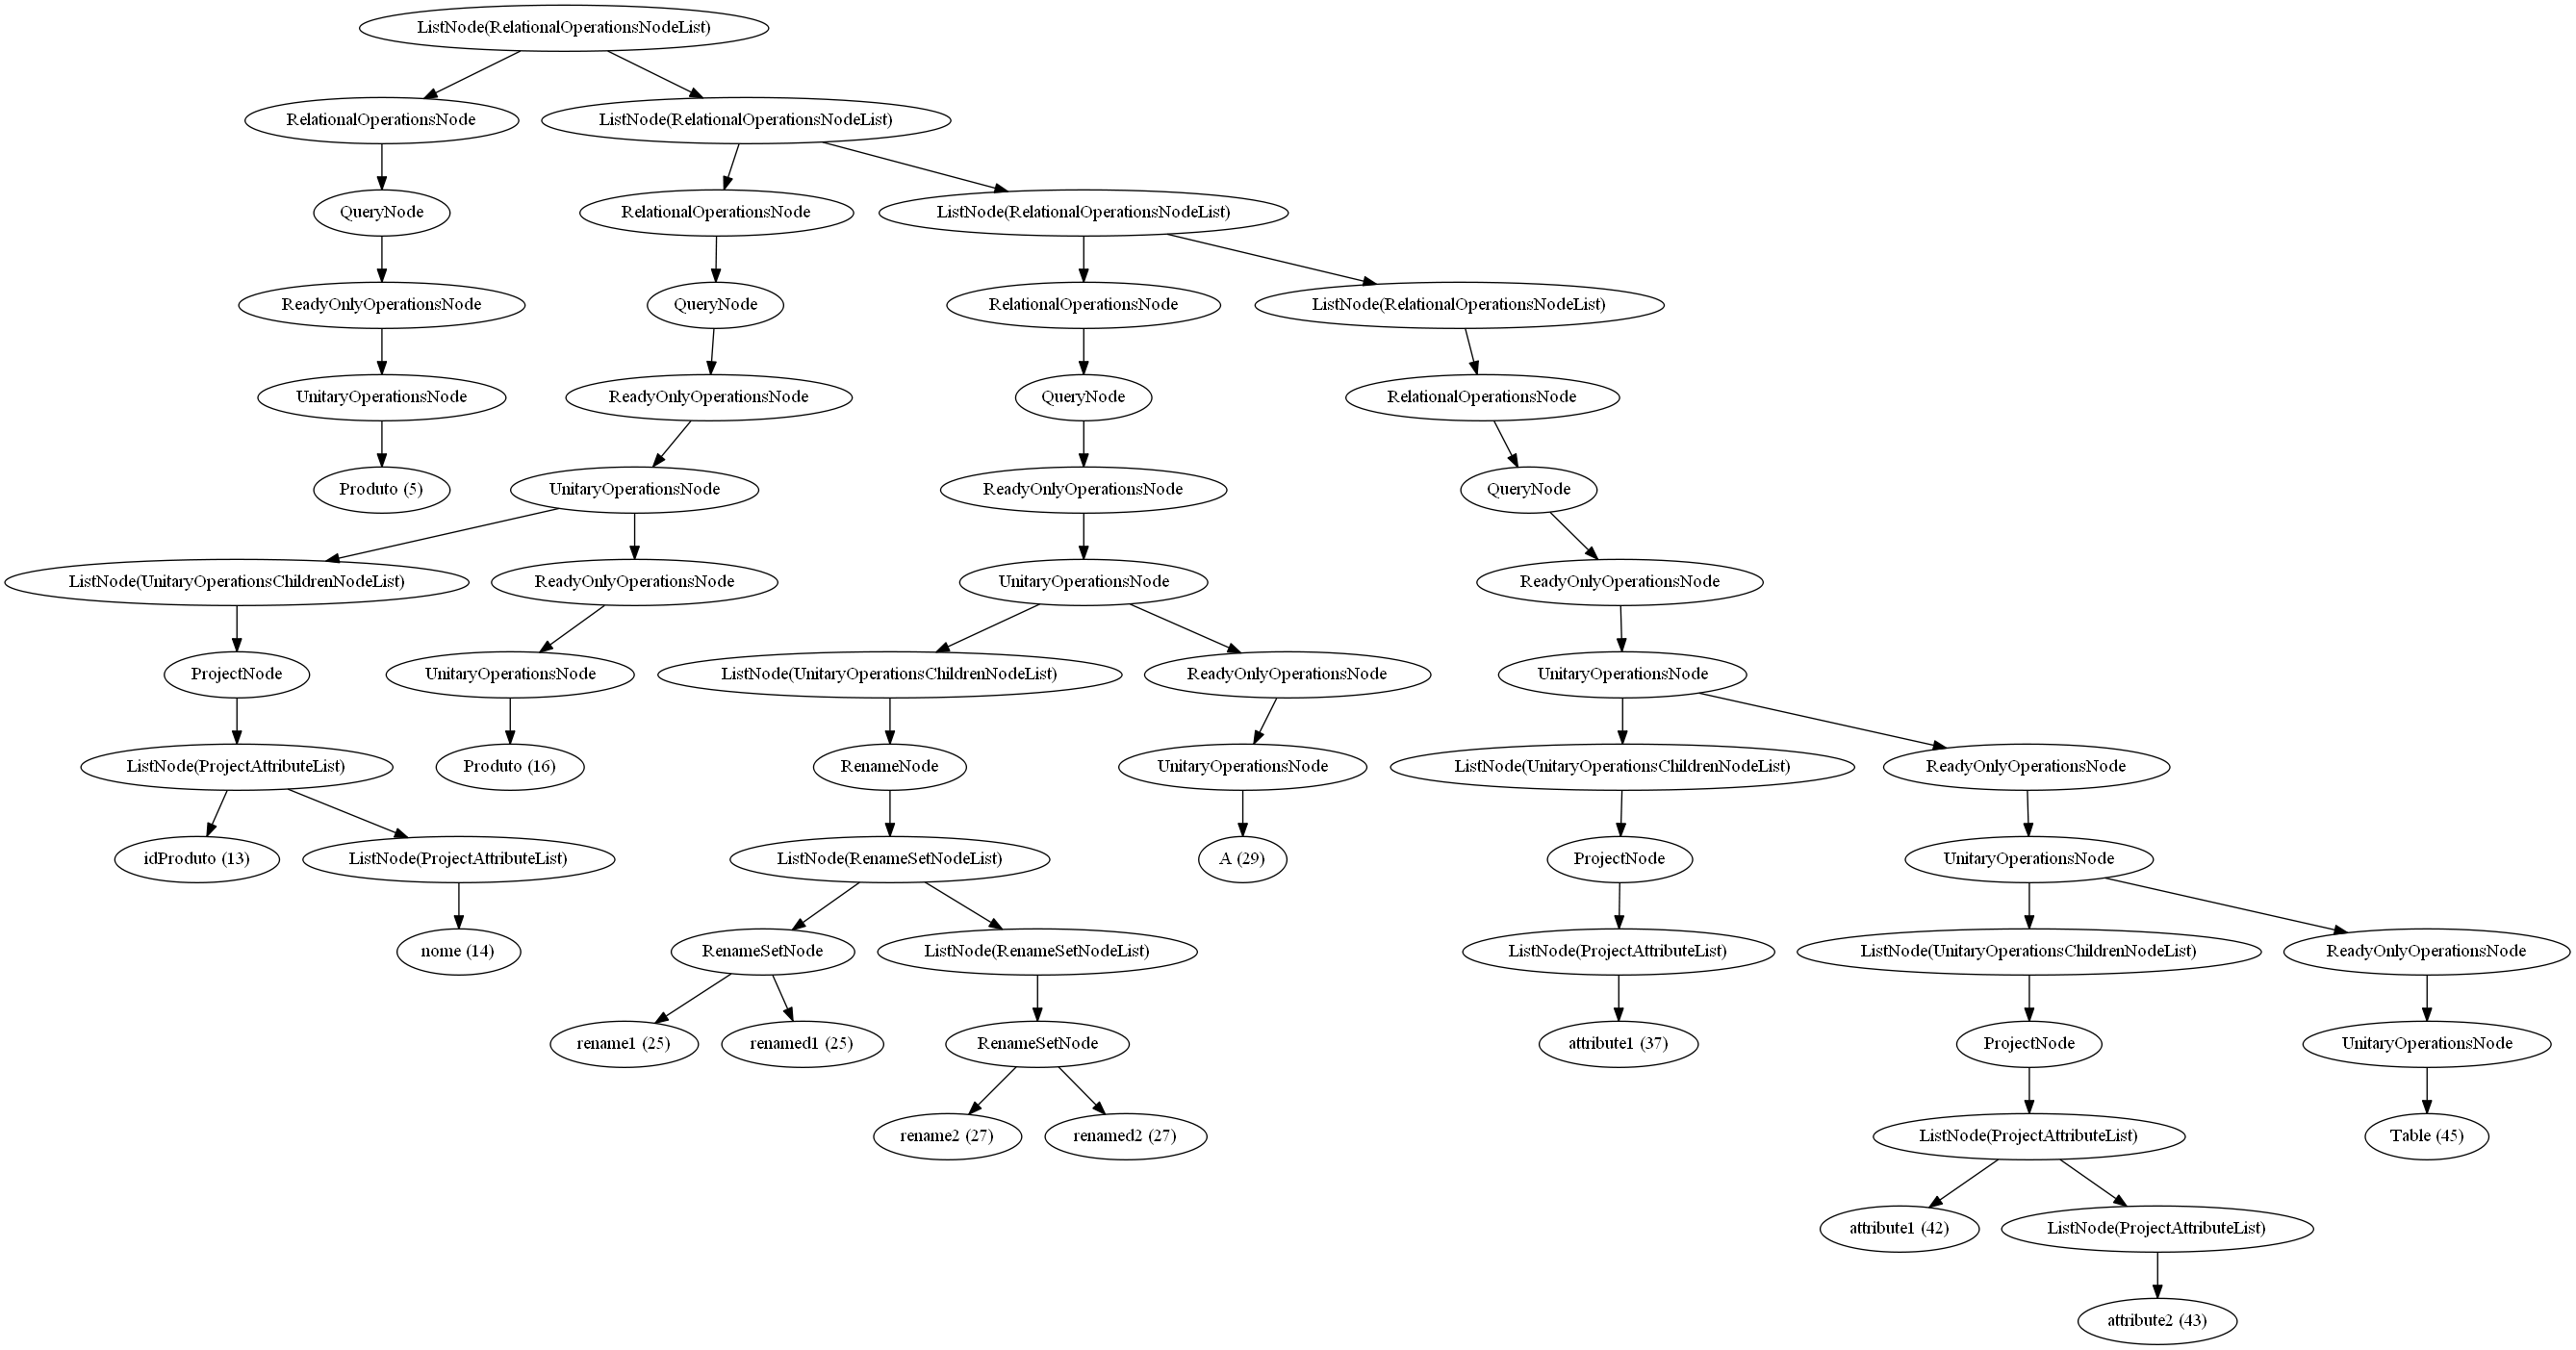 ListNode(RelationalOperationsNodeList)
RelationalOperationsNode
ListNode(RelationalOperationsNodeList)
QueryNode
RelationalOperationsNode
ListNode(RelationalOperationsNodeList)
ReadyOnlyOperationsNode
QueryNode
RelationalOperationsNode
ListNode(RelationalOperationsNodeList)
UnitaryOperationsNode
ReadyOnlyOperationsNode
QueryNode
RelationalOperationsNode
Produto (5)
UnitaryOperationsNode
ReadyOnlyOperationsNode
QueryNode
ListNode(UnitaryOperationsChildrenNodeList)
ReadyOnlyOperationsNode
UnitaryOperationsNode
ReadyOnlyOperationsNode
ProjectNode
UnitaryOperationsNode
ListNode(UnitaryOperationsChildrenNodeList)
ReadyOnlyOperationsNode
UnitaryOperationsNode
ListNode(ProjectAttributeList)
Produto (16)
RenameNode
UnitaryOperationsNode
ListNode(UnitaryOperationsChildrenNodeList)
ReadyOnlyOperationsNode
idProduto (13)
ListNode(ProjectAttributeList)
ListNode(RenameSetNodeList)
A (29)
ProjectNode
UnitaryOperationsNode
nome (14)
RenameSetNode
ListNode(RenameSetNodeList)
ListNode(ProjectAttributeList)
ListNode(UnitaryOperationsChildrenNodeList)
ReadyOnlyOperationsNode
rename1 (25)
renamed1 (25)
RenameSetNode
attribute1 (37)
ProjectNode
UnitaryOperationsNode
rename2 (27)
renamed2 (27)
ListNode(ProjectAttributeList)
Table (45)
attribute1 (42)
ListNode(ProjectAttributeList)
attribute2 (43)